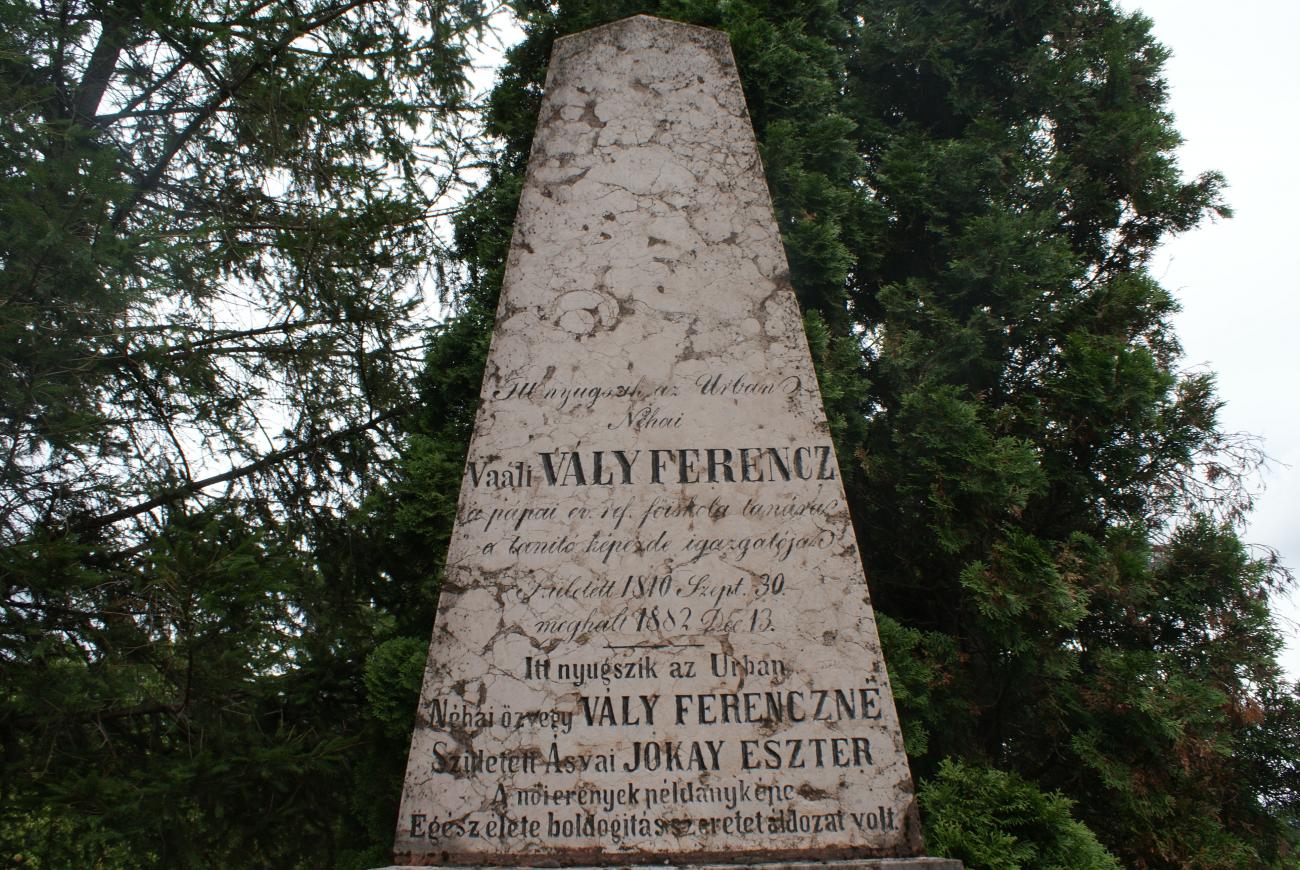 Itt nyugszik az Urban
Néhai
Vaáli VÁLY FERENCZ
a pápai ev. ref. főiskola tanára
a tanitó képezde igazgatója
Született 1810 Szept. 30.
meghalt 1882 Dec 13.
Itt nyugszik az Urban
Néhai özvegy VÁLY FERENCZNÉ
Született Ásvai JÓKAY ESZTER
A női erények példányképe
Egész élete boldogitás szeretet áldozat volt.